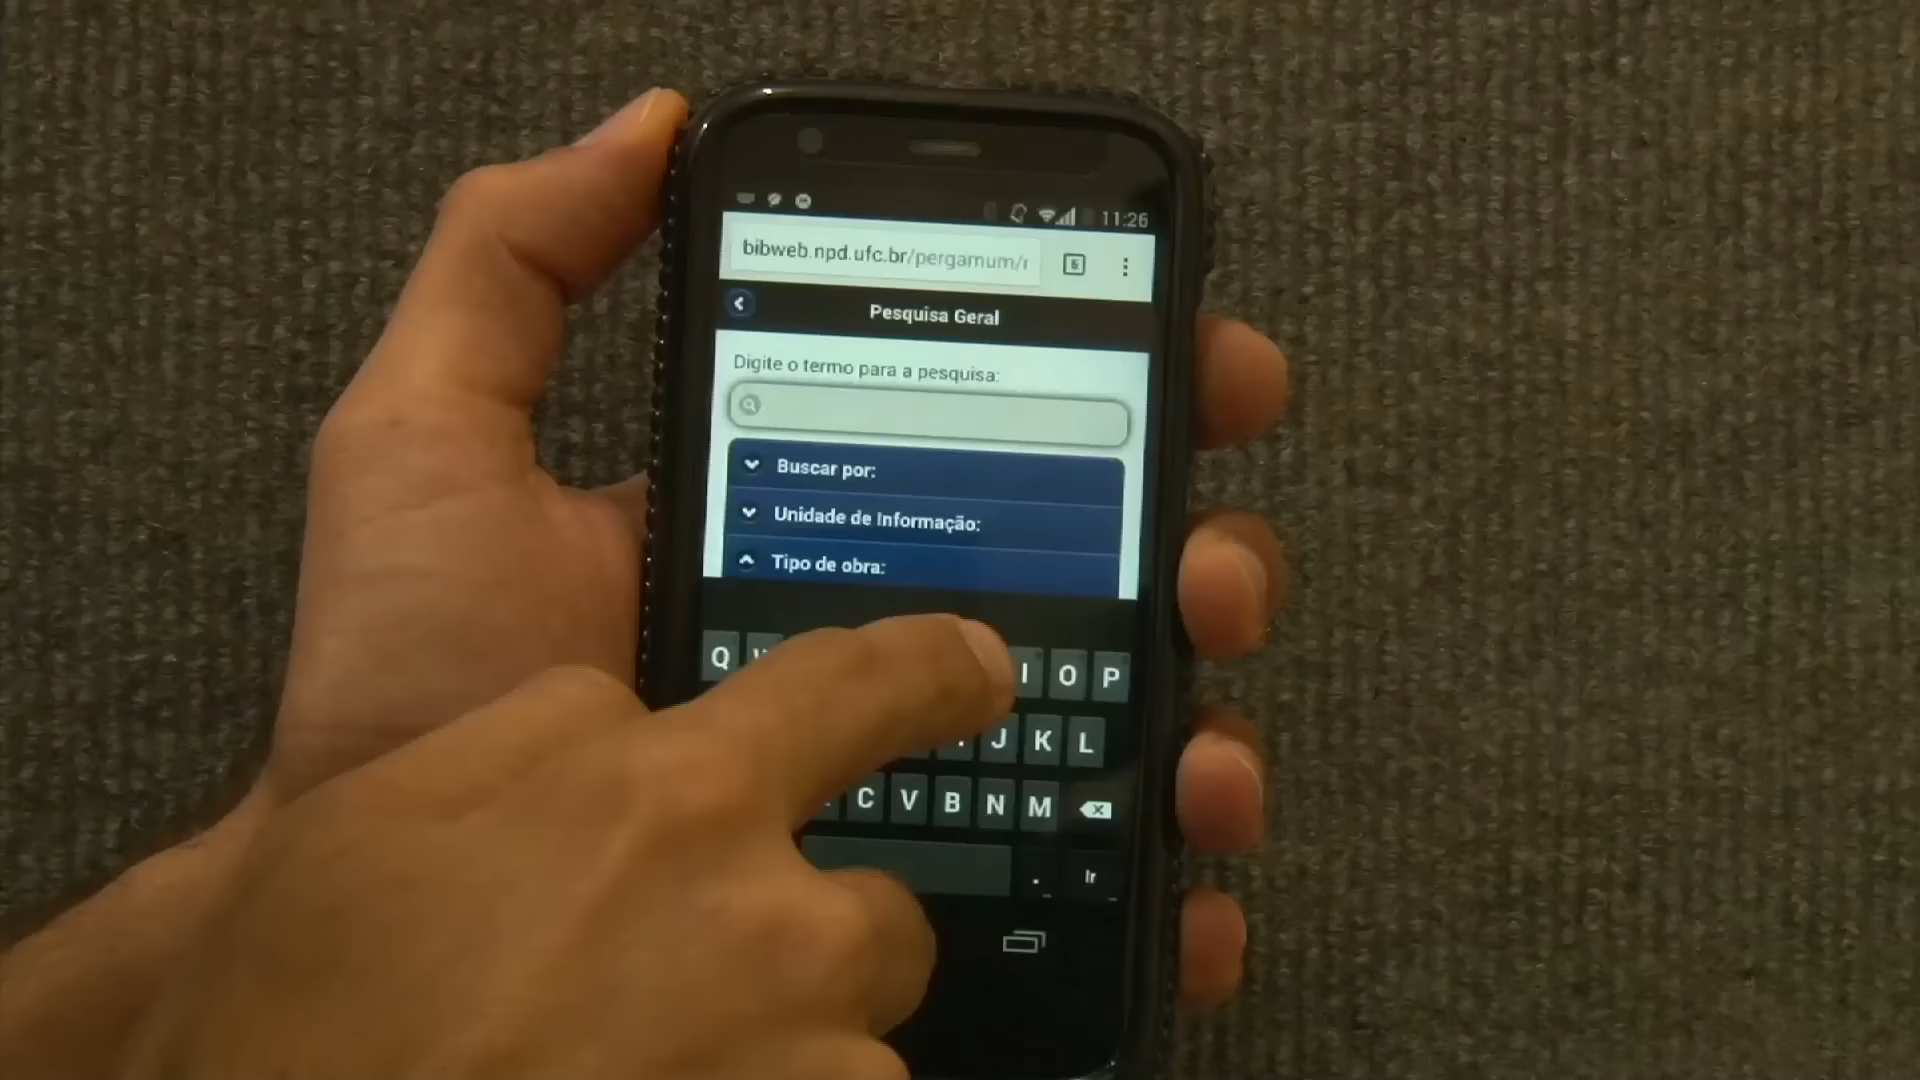 11:26
bibweb.npd.ufc.br/pergamum/
Pesquisa Geral
Digite o termo para a pesquisa:
Buscar por:
Unidade de Informação:
Tipo de obra:
Q I O P
J K L
C V B N M
. Ir